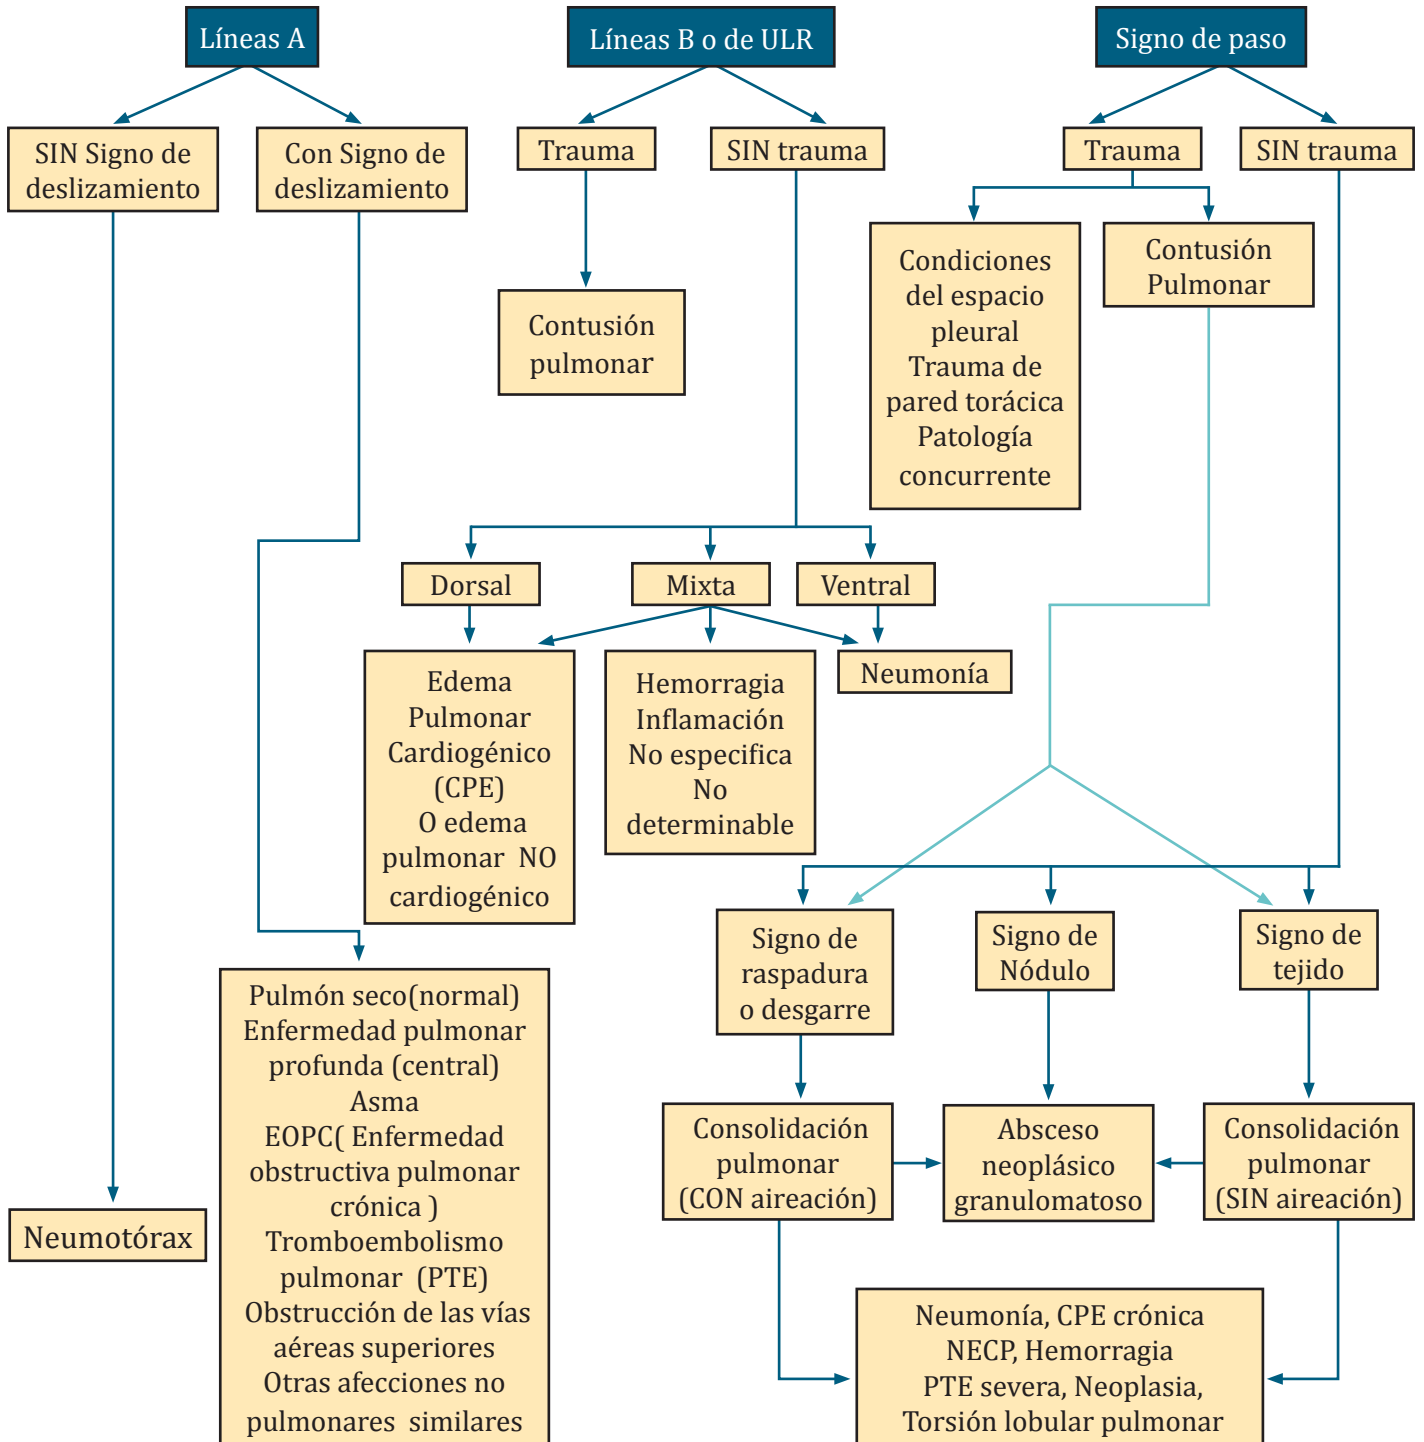 Líneas A
Líneas B o de ULR
Signo de paso
SIN Signo de
deslizamiento
Con Signo de
deslizamiento
Trauma
SIN trauma
Trauma
SIN trauma
Contusión
pulmonar
Condiciones
del espacio
pleural
Trauma de
pared torácica
Patología
concurrente
Contusión
Pulmonar
Dorsal
Mixta
Ventral
Edema
Pulmonar
Cardiogénico
(CPE)
O edema
pulmonar NO
cardiogénico
Hemorragia
Inflamación
No especifica
No
determinable
Neumonía
Signo de
raspadura
o desgarre
Signo de
Nódulo
Signo de
tejido
Pulmón seco(normal)
Enfermedad pulmonar
profunda (central)
Asma
EOPC( Enfermedad
obstructiva pulmonar
crónica )
Tromboembolismo
pulmonar (PTE)
Obstrucción de las vías
aéreas superiores
Otras afecciones no
pulmonares similares
Neumotórax
Consolidación
pulmonar
(CON aireación)
Absceso
neoplásico
granulomatoso
Consolidación
pulmonar
(SIN aireación)
Neumonía, CPE crónica
NECP, Hemorragia
PTE severa, Neoplasia,
Torsión lobular pulmonar